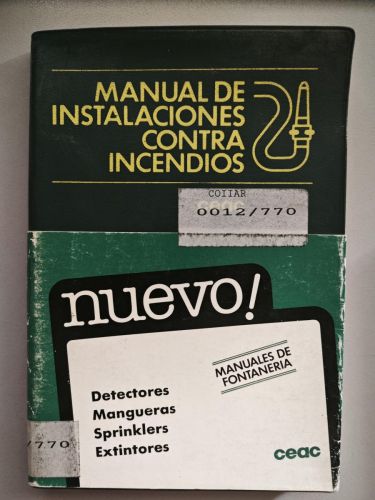 MANUAL DE
INSTALACIONES
CONTRA
INCENDIOS
COIIAR
0012/770
nuevo!
MANUALES DE
FONTANERIA
Detectores
Mangueras
Sprinklers
Extintores
/770
ceac